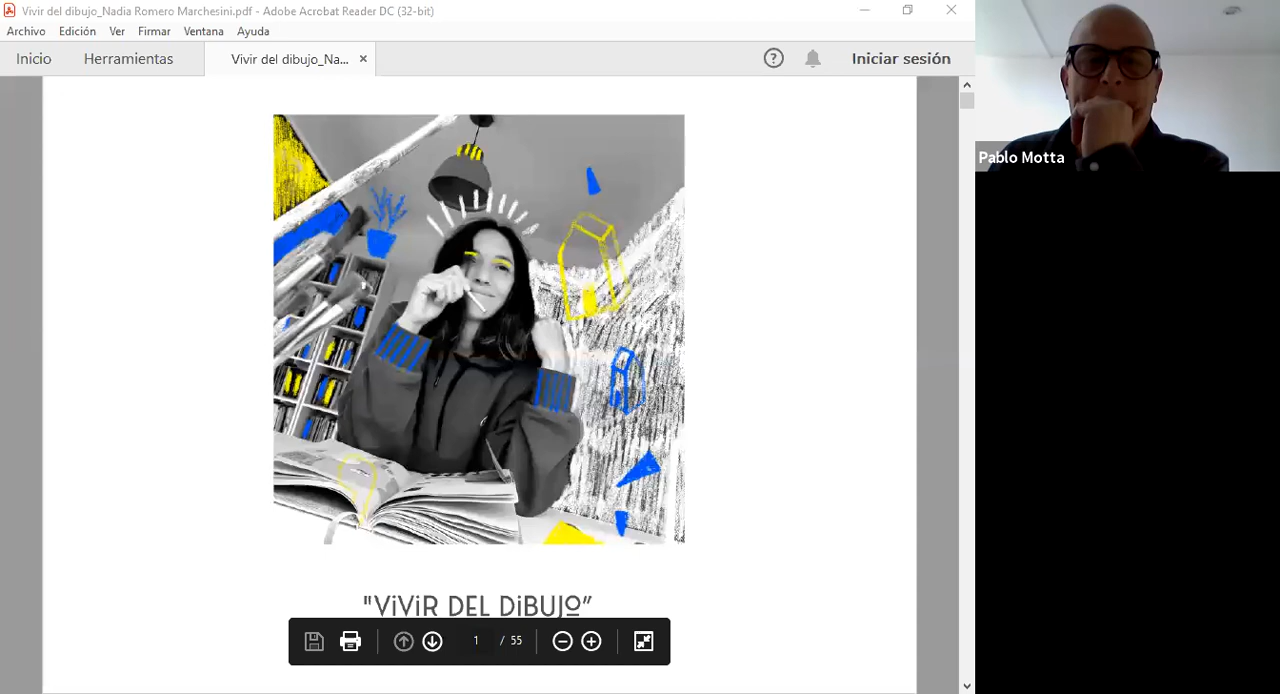 Vivir del dibujo_Nadia Romero Marchesini.pdf - Adobe Acrobat Reader DC (32-bit)
Archivo Edición Ver Firmar Ventana Ayuda
Inicio Herramientas Vivir del dibujo_Na... × Iniciar sesión
Pablo Motta
"ViViR DEL DiBUJO"
1 / 55